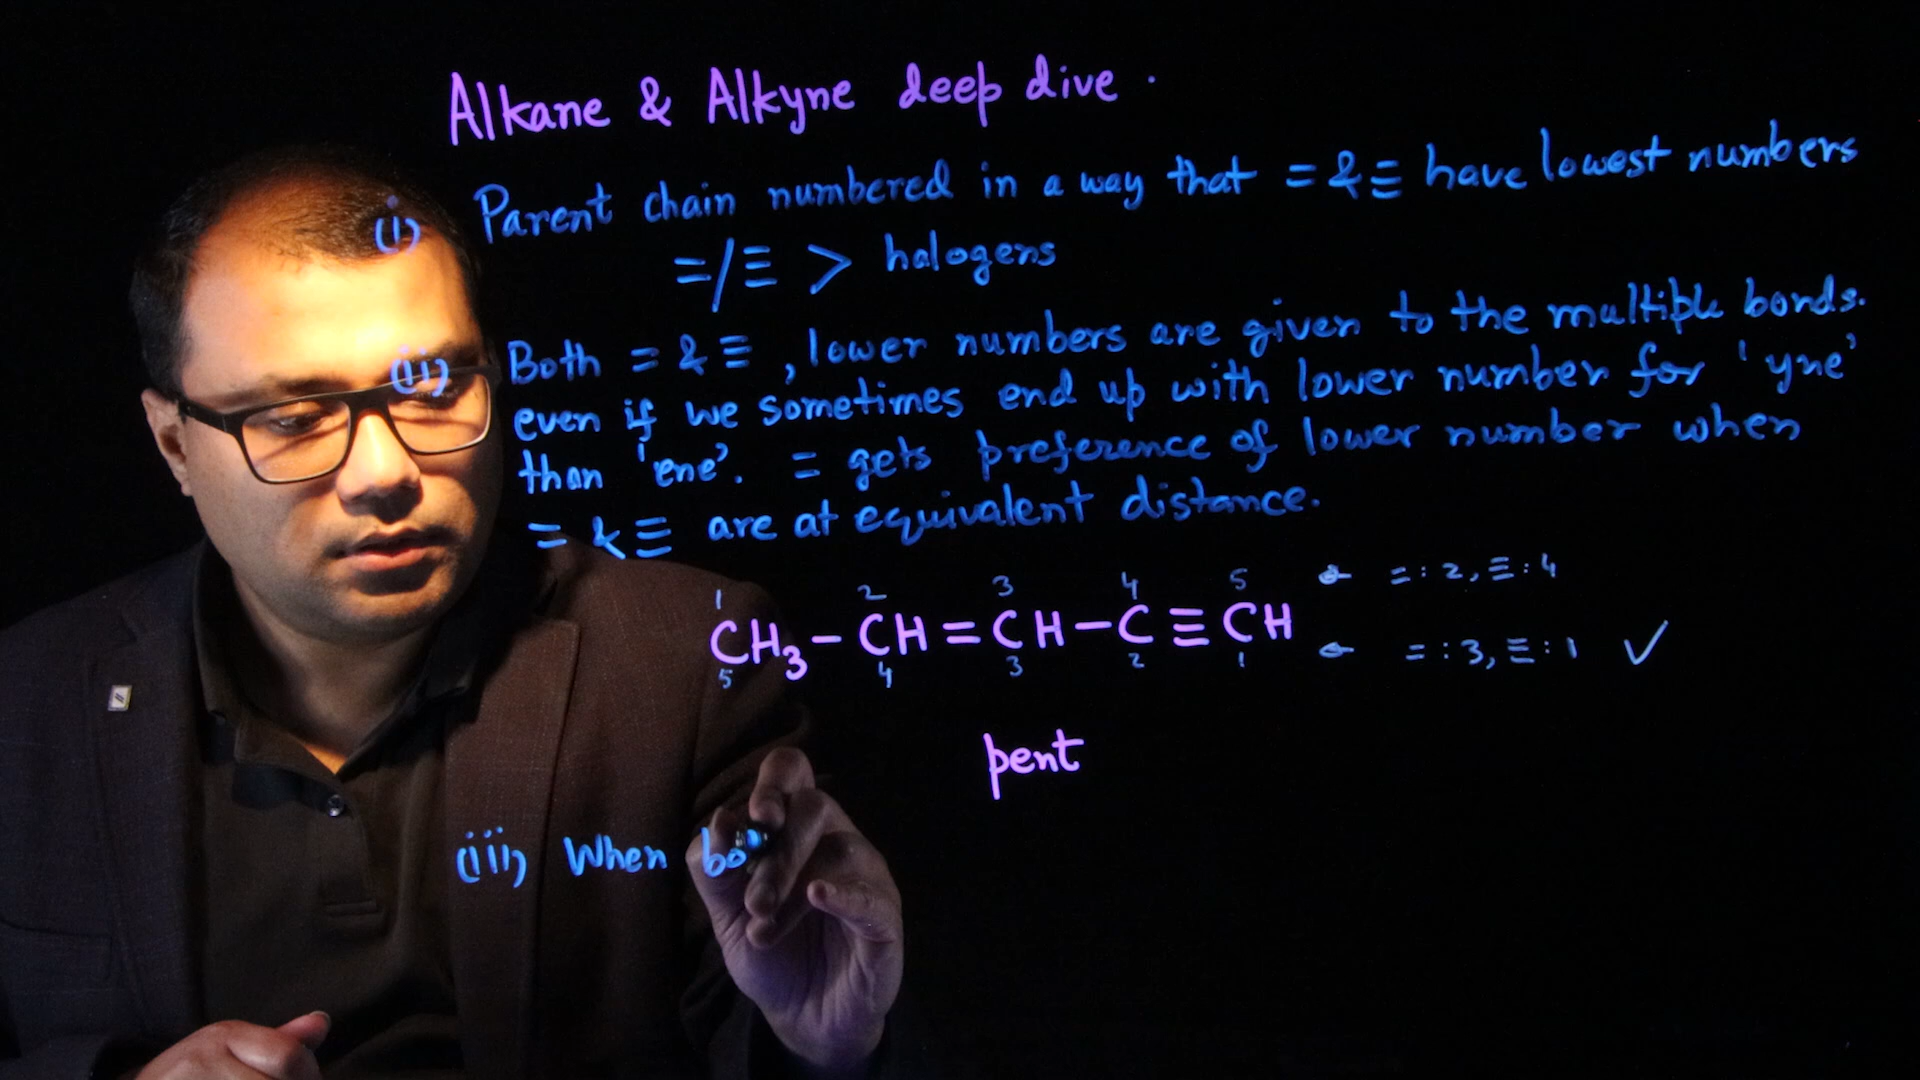 Alkane & Alkyne deep dive.
(i) Parent chain numbered in a way that = & ≡ have lowest numbers
=/≡ > halogens
(ii) Both = & ≡, lower numbers are given to the multiple bonds.
even if we sometimes end up with lower number for 'yne'
than 'ene'. = gets preference of lower number when
= & ≡ are at equivalent distance.
1 2 3 4 5 ← = : 2, ≡ : 4
CH₃ – CH = CH – C ≡ CH
5 4 3 2 1 ← = : 3, ≡ : 1 ✓
pent
(iii) When bo